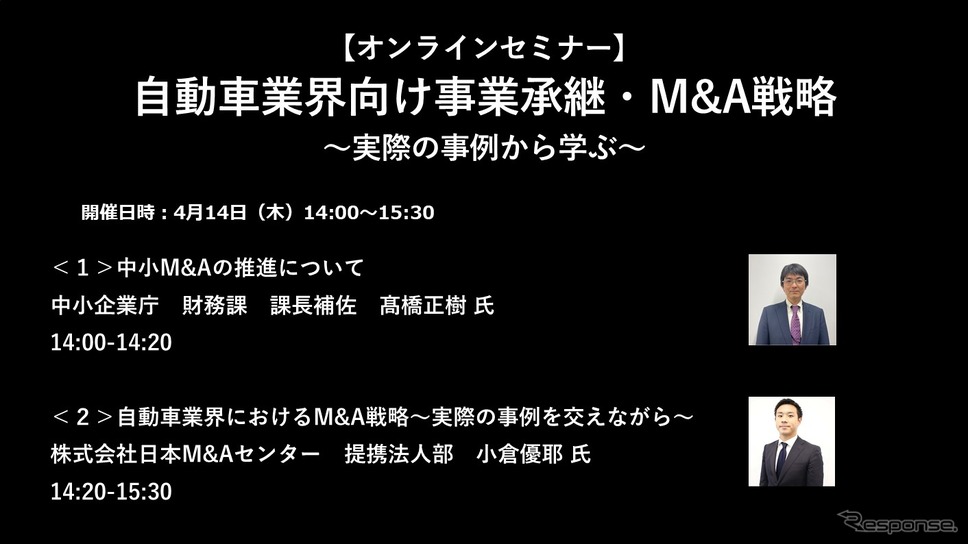 【オンラインセミナー】
自動車業界向け事業承継・M&A戦略
～実際の事例から学ぶ～
開催日時：4月14日（木）14:00～15:30
＜１＞中小M&Aの推進について
中小企業庁　財務課　課長補佐　髙橋正樹 氏
14:00-14:20
＜２＞自動車業界におけるM&A戦略～実際の事例を交えながら～
株式会社日本M&Aセンター　提携法人部　小倉優耶 氏
14:20-15:30
Response.